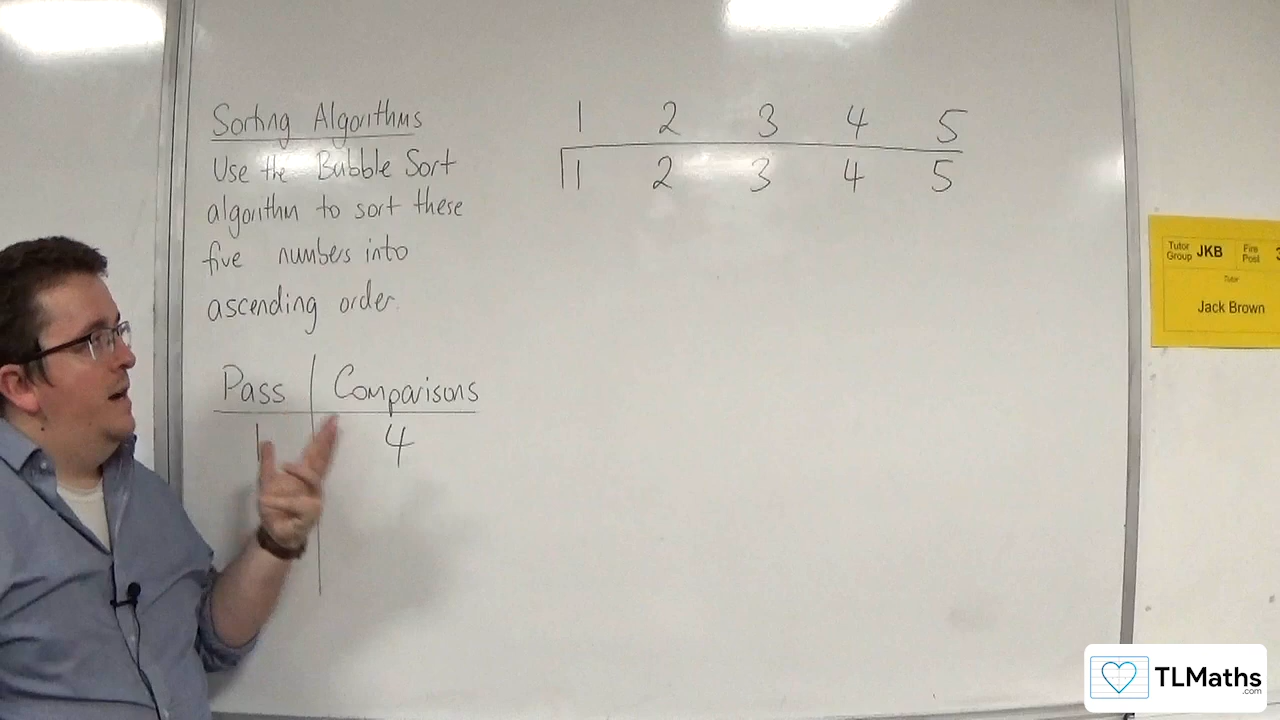 Sorting Algorithms
Use the Bubble Sort
algorithm to sort these
five numbers into
ascending order.
Pass Comparisons
1 4
1 2 3 4 5
1 2 3 4 5
Tutor Group JKB Fire Post 3
Tutor
Jack Brown
TLMaths
.com